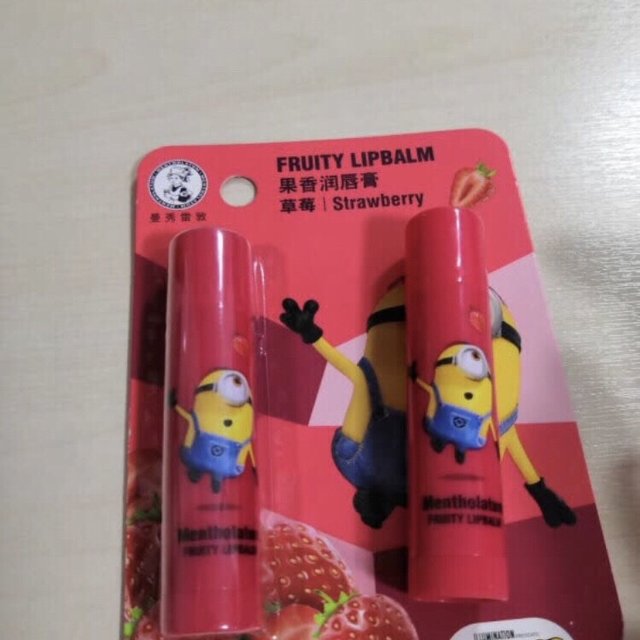 FRUITY LIPBALM
果香润唇膏
草莓 | Strawberry
曼秀雷敦
Mentholatum
FRUITY LIPBALM
Mentholatum
FRUITY LIPBALM
ILLUMINATION